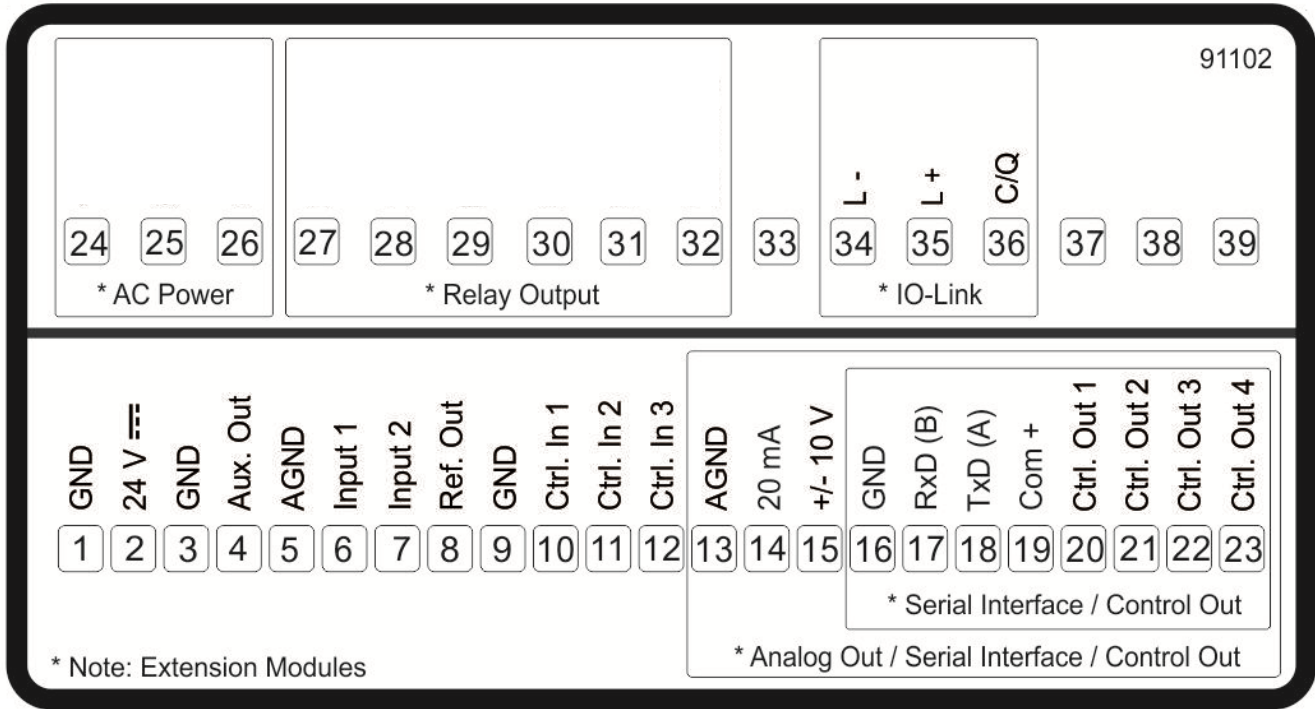 91102
L -
L +
C/Q
24 25 26 27 28 29 30 31 32 33 34 35 36 37 38 39
* AC Power
* Relay Output
* IO-Link
GND
24 V ⎓
GND
Aux. Out
AGND
Input 1
Input 2
Ref. Out
GND
Ctrl. In 1
Ctrl. In 2
Ctrl. In 3
AGND
20 mA
+/- 10 V
GND
RxD (B)
TxD (A)
Com +
Ctrl. Out 1
Ctrl. Out 2
Ctrl. Out 3
Ctrl. Out 4
1 2 3 4 5 6 7 8 9 10 11 12 13 14 15 16 17 18 19 20 21 22 23
* Serial Interface / Control Out
* Analog Out / Serial Interface / Control Out
* Note: Extension Modules